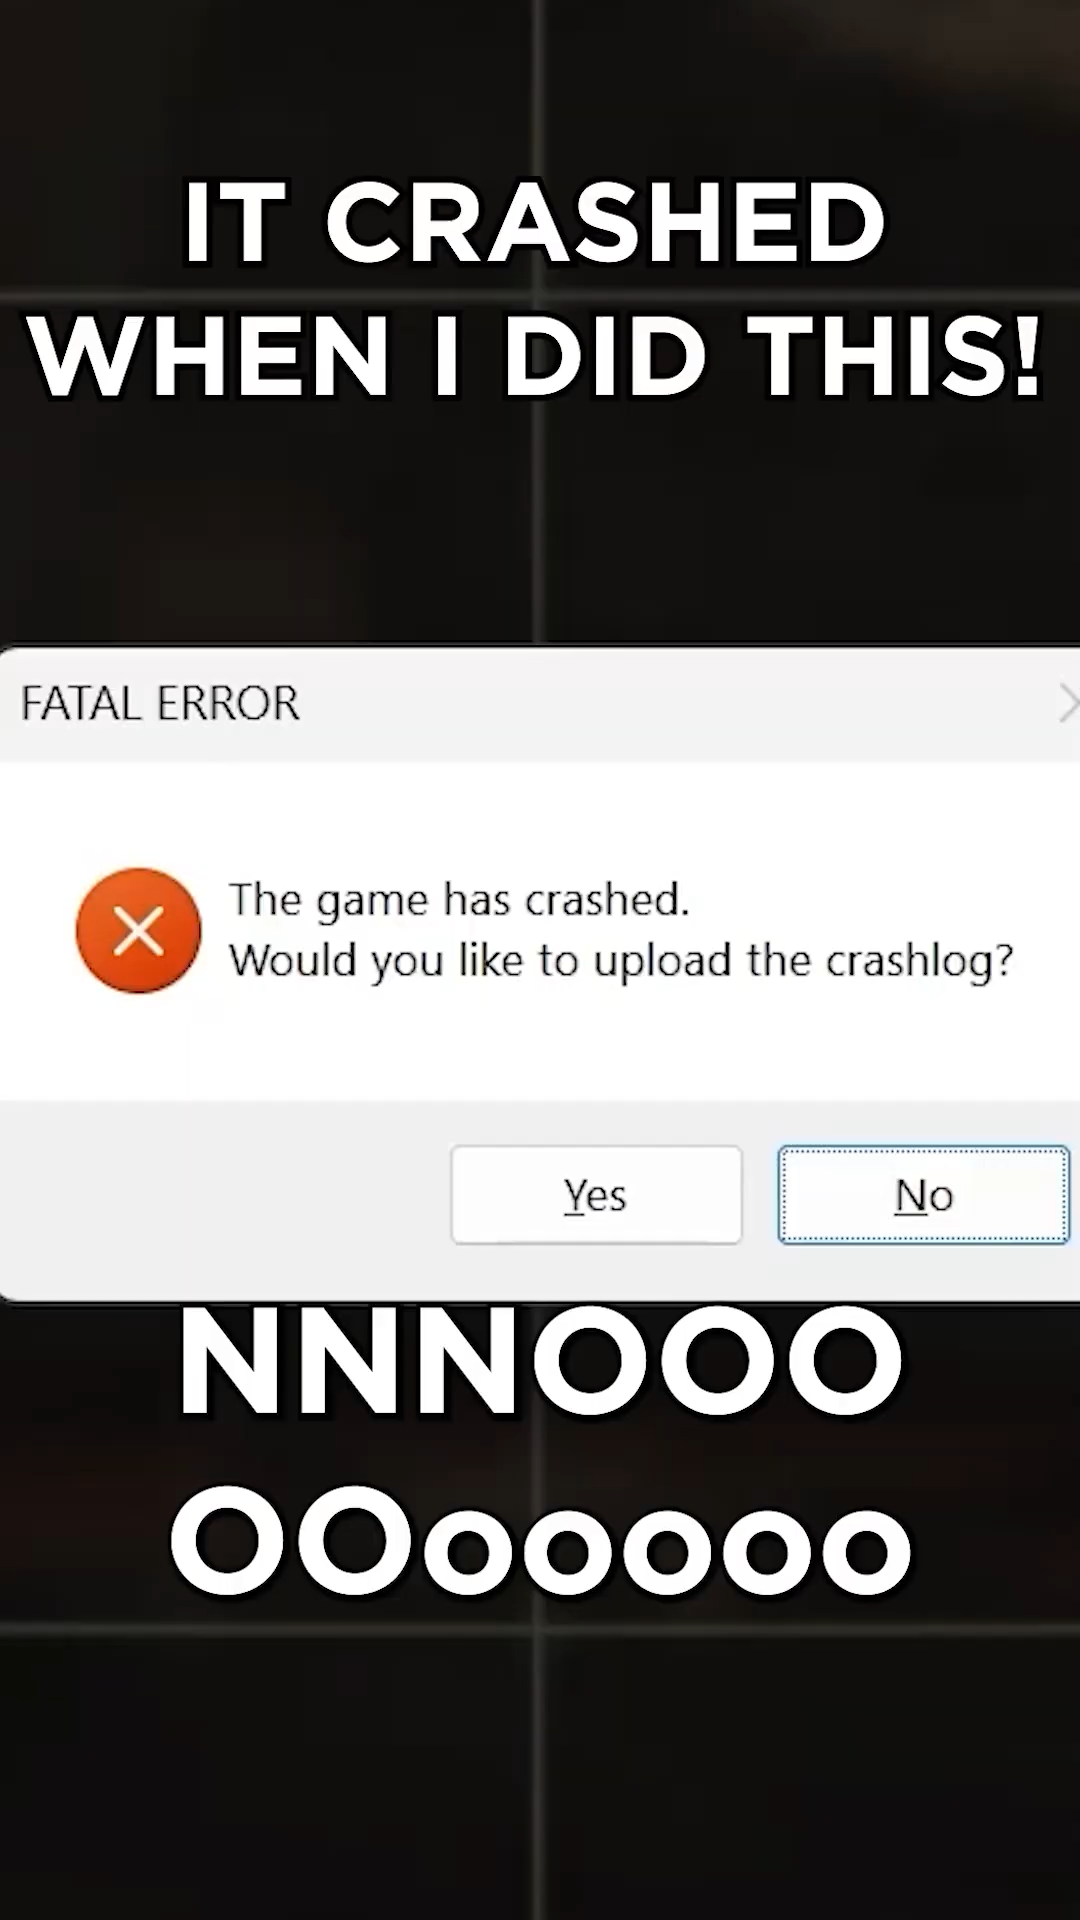 IT CRASHED
WHEN I DID THIS!
FATAL ERROR
The game has crashed.
Would you like to upload the crashlog?
Yes
No
NNNOOO
OOooooo